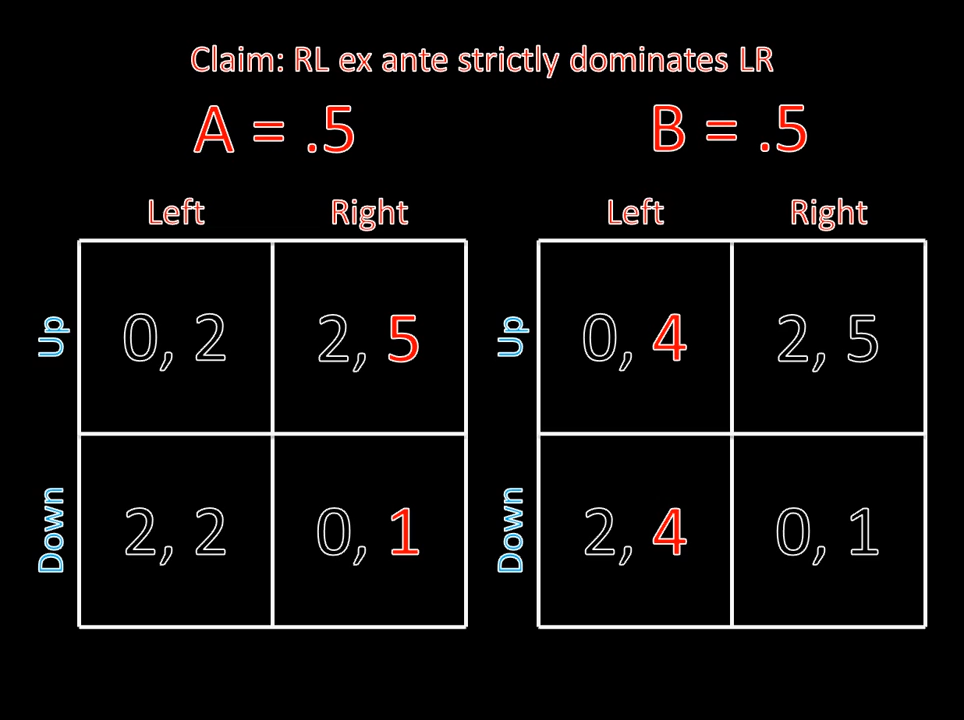 Claim: RL ex ante strictly dominates LR
A = .5 B = .5
Left Right Left Right
Up 0, 2 2, 5 Up 0, 4 2, 5
Down 2, 2 0, 1 Down 2, 4 0, 1